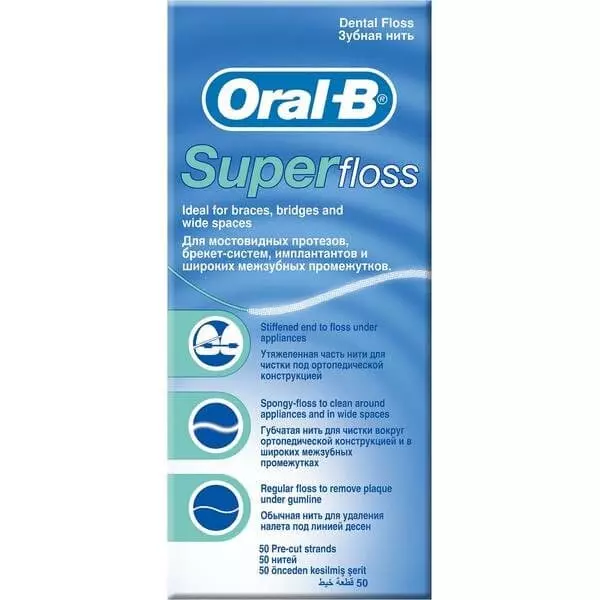 Dental Floss
Зубная нить
Oral-B®
Superfloss
Ideal for braces, bridges and
wide spaces
Для мостовидных протезов,
брекет-систем, имплантантов и
широких межзубных промежутков.
Stiffened end to floss under
appliances
Утяжеленная часть нити для
чистки под ортопедической
конструкцией
Spongy-floss to clean around
appliances and in wide spaces
Губчатая нить для чистки вокруг
ортопедической конструкцией и в
широких межзубных
промежутках
Regular floss to remove plaque
under gumline
Обычная нить для удаления
налета под линией десен
50 Pre-cut strands
50 нитей
50 önceden kesilmiş şerit
50 قطعة خيط